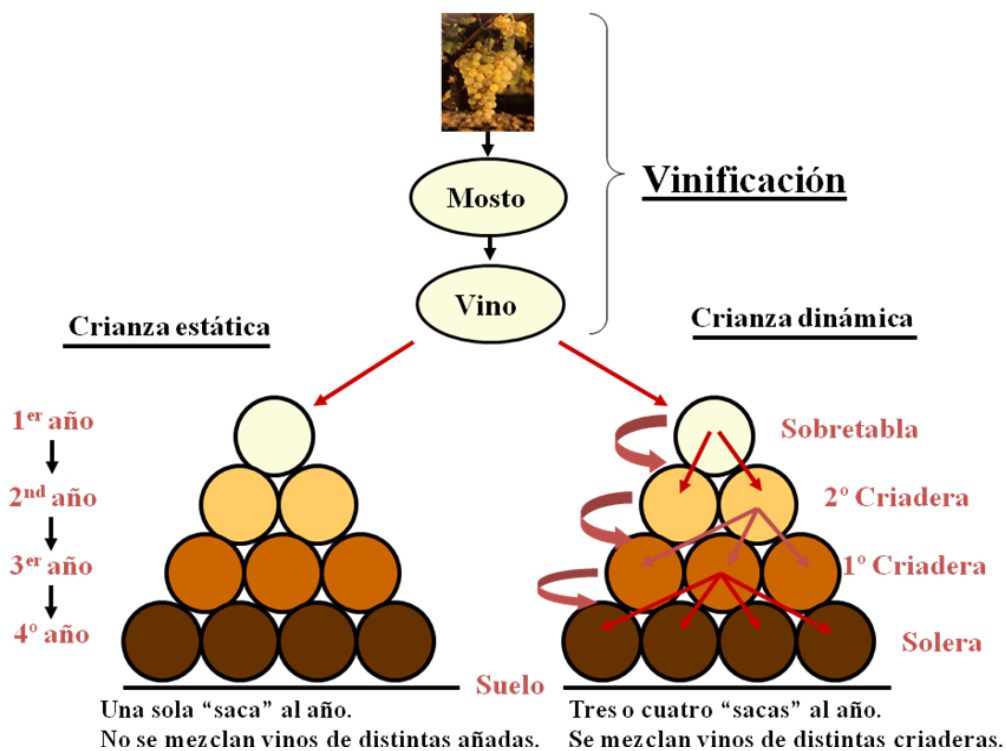 Mosto
Vinificación
Vino
Crianza estática
Crianza dinámica
1er año
2nd año
3er año
4º año
Sobretabla
2º Criadera
1º Criadera
Solera
Suelo
Una sola “saca” al año.
No se mezclan vinos de distintas añadas.
Tres o cuatro “sacas” al año.
Se mezclan vinos de distintas criaderas